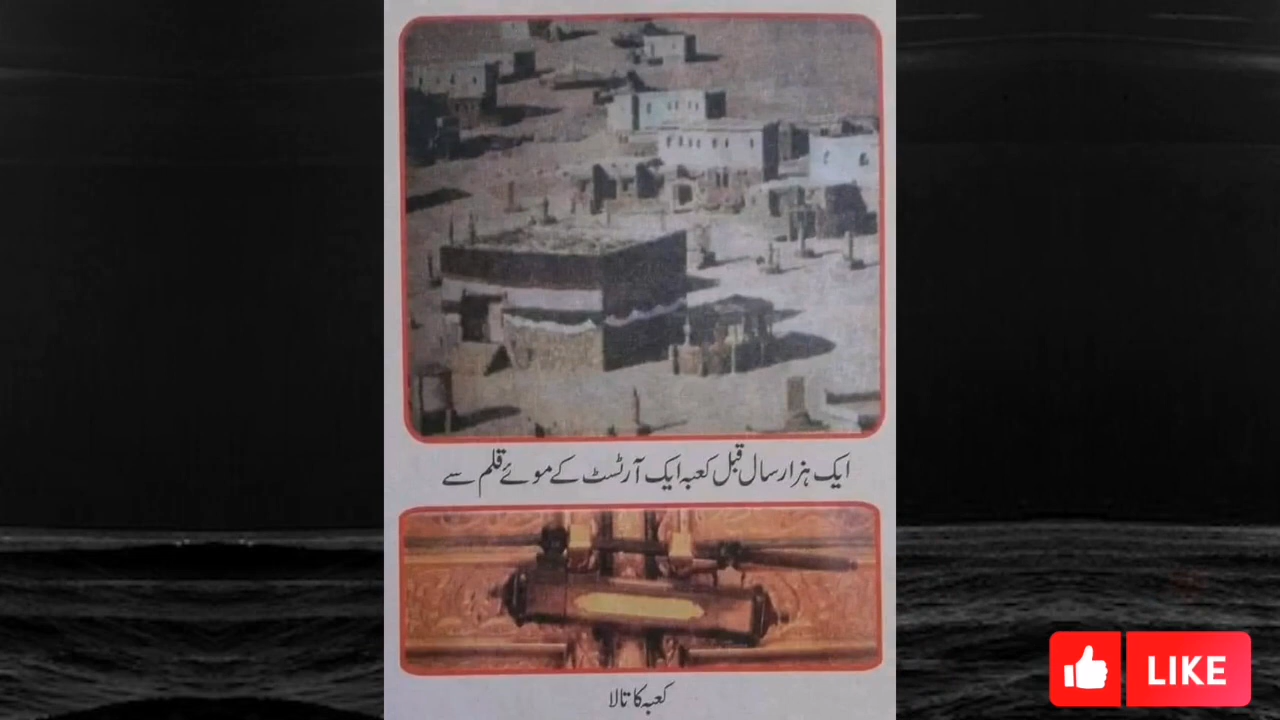 ایک ہزار سال قبل کعبہ ایک آرٹسٹ کے موئے قلم سے
کعبہ کا تالا
LIKE